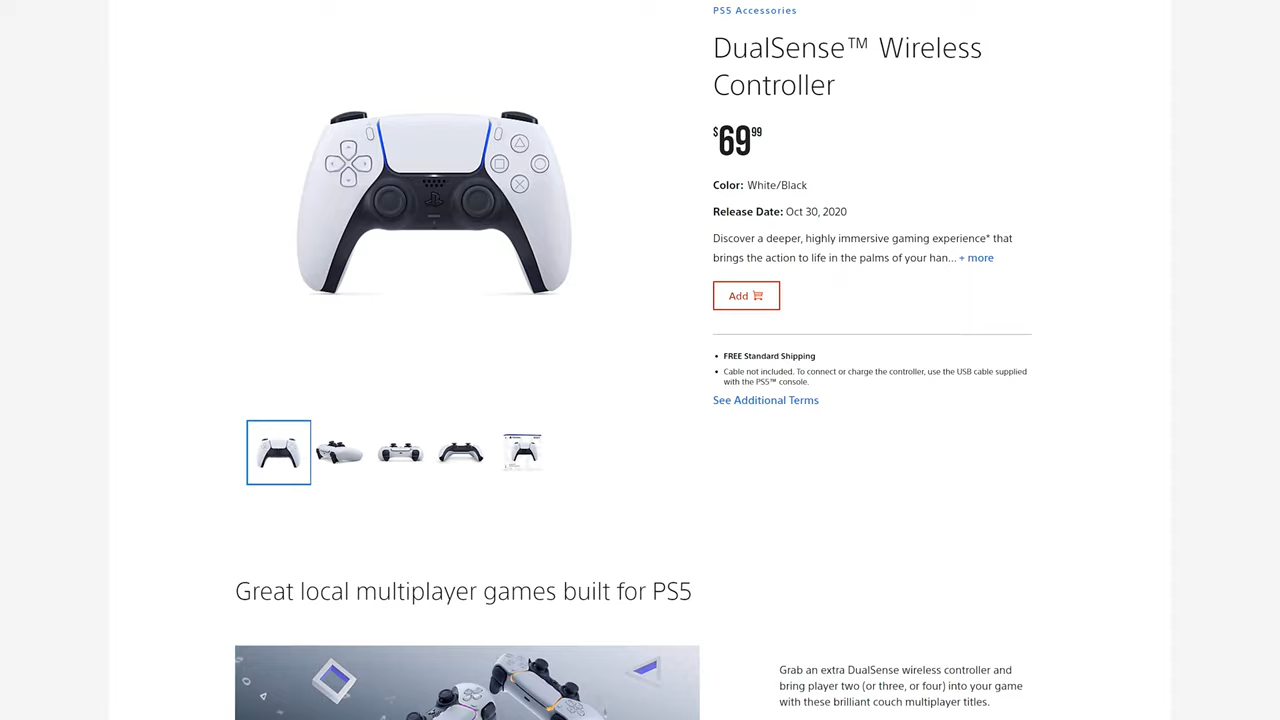 PS5 Accessories
DualSense™ Wireless
Controller
$69.99
Color: White/Black
Release Date: Oct 30, 2020
Discover a deeper, highly immersive gaming experience* that
brings the action to life in the palms of your han... + more
Add
• FREE Standard Shipping
• Cable not included. To connect or charge the controller, use the USB cable supplied
with the PS5™ console.
See Additional Terms
Great local multiplayer games built for PS5
Grab an extra DualSense wireless controller and
bring player two (or three, or four) into your game
with these brilliant couch multiplayer titles.